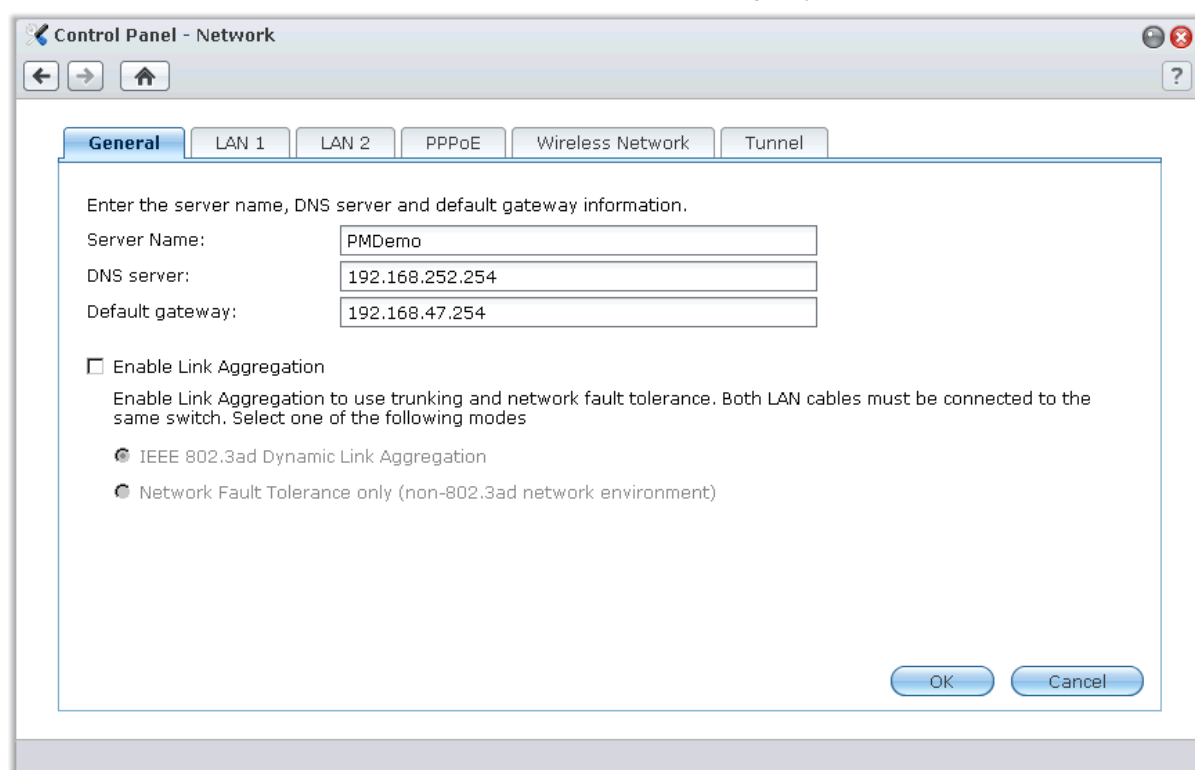 Control Panel - Network
?
General LAN 1 LAN 2 PPPoE Wireless Network Tunnel
Enter the server name, DNS server and default gateway information.
Server Name: PMDemo
DNS server: 192.168.252.254
Default gateway: 192.168.47.254
Enable Link Aggregation
Enable Link Aggregation to use trunking and network fault tolerance. Both LAN cables must be connected to the
same switch. Select one of the following modes
IEEE 802.3ad Dynamic Link Aggregation
Network Fault Tolerance only (non-802.3ad network environment)
OK Cancel